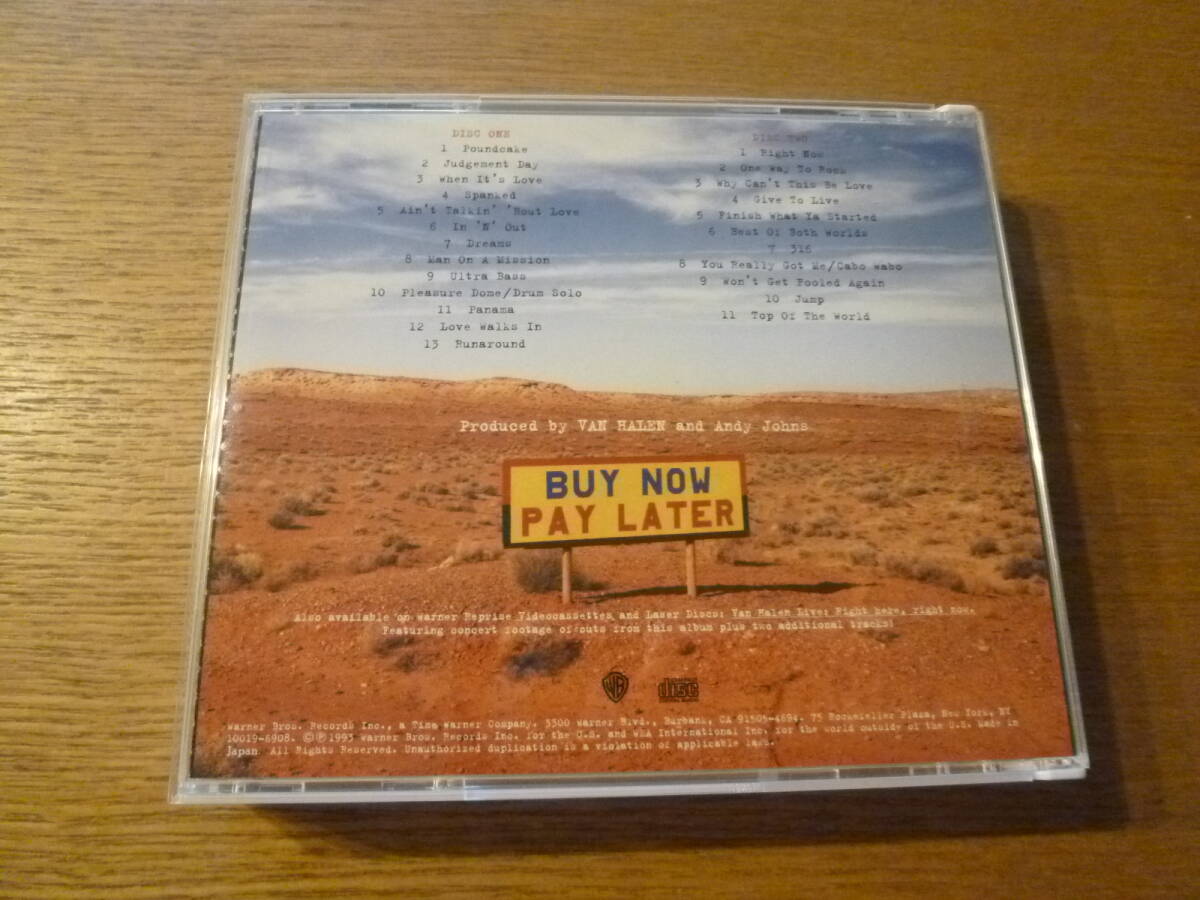 DISC ONE
1 Poundcake
2 Judgement Day
3 When It's Love
4 Spanked
5 Ain't Talkin' 'Bout Love
6 In 'N' Out
7 Dreams
8 Man On A Mission
9 Ultra Bass
10 Pleasure Dome/Drum Solo
11 Panama
12 Love Walks In
13 Runaround
DISC TWO
1 Right Now
2 One Way To Rock
3 Why Can't This Be Love
4 Give To Live
5 Finish What Ya Started
6 Best Of Both Worlds
7 316
8 You Really Got Me/Cabo Wabo
9 Won't Get Fooled Again
10 Jump
11 Top Of The World
Produced by VAN HALEN and Andy Johns
BUY NOW
PAY LATER
Also available on Warner Reprise Videocassettes and Laser Discs: Van Halen Live: Right here, right now.
Featuring concert footage of cuts from this album plus two additional tracks!
WB
COMPACT disc DIGITAL AUDIO
Warner Bros. Records Inc., a Time Warner Company. 3300 Warner Blvd., Burbank, CA 91505-4694. 75 Rockefeller Plaza, New York, NY
10019-6908. ©℗1993 Warner Bros. Records Inc. for the U.S. and WEA International Inc. for the world outside of the U.S. Made in
Japan. All Rights Reserved. Unauthorized duplication is a violation of applicable laws.